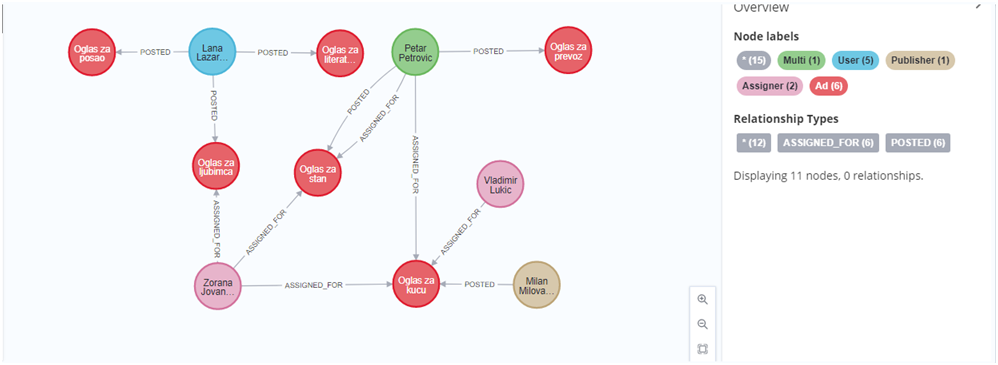 Overview
Node labels
* (15) Multi (1) User (5) Publisher (1)
Assigner (2) Ad (6)
Relationship Types
* (12) ASSIGNED_FOR (6) POSTED (6)
Displaying 11 nodes, 0 relationships.
Oglas za
posao
POSTED
Lana
Lazar...
POSTED
Oglas za
literat...
Petar
Petrovic
POSTED
Oglas za
prevoz
POSTED
POSTED
ASSIGNED_FOR
ASSIGNED_FOR
Oglas za
ljubimca
Oglas za
stan
Vladimir
Lukic
ASSIGNED_FOR
ASSIGNED_FOR
ASSIGNED_FOR
Zorana
Jovan...
ASSIGNED_FOR
Oglas za
kucu
POSTED
Milan
Milova...